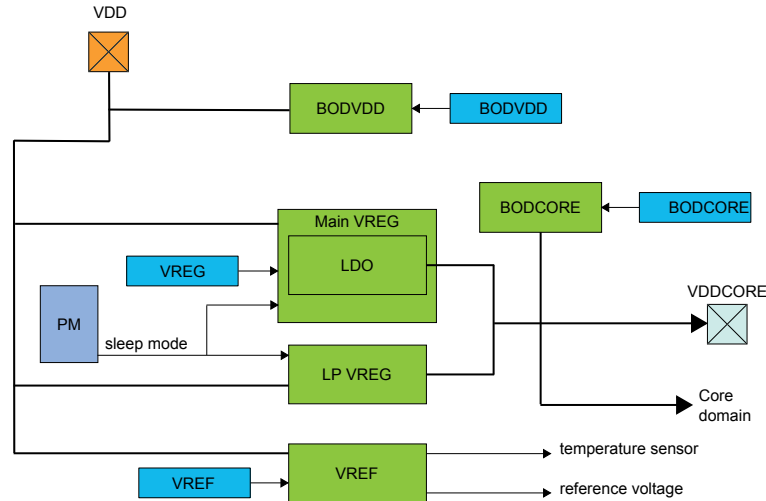 VDD
BODVDD
BODVDD
BODCORE
BODCORE
Main VREG
LDO
VREG
VDDCORE
PM
sleep mode
LP VREG
Core
domain
temperature sensor
VREF
VREF
reference voltage